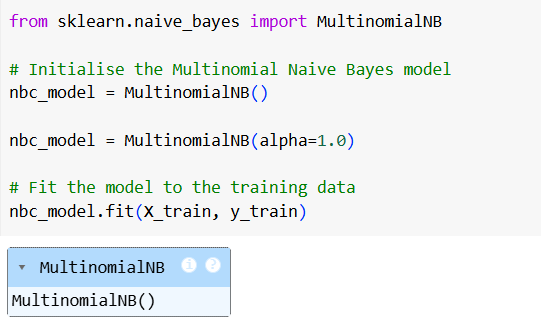 from sklearn.naive_bayes import MultinomialNB
# Initialise the Multinomial Naive Bayes model
nbc_model = MultinomialNB()
nbc_model = MultinomialNB(alpha=1.0)
# Fit the model to the training data
nbc_model.fit(X_train, y_train)
▾ MultinomialNB i ?
MultinomialNB()